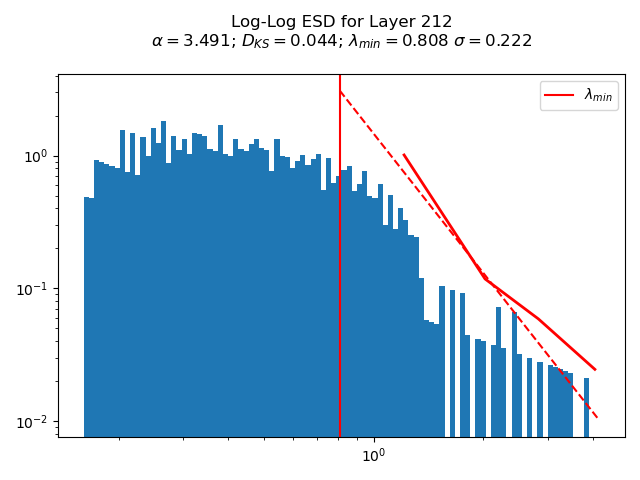 Log-Log ESD for Layer 212
α = 3.491; D_KS = 0.044; λ_min = 0.808 σ = 0.222
λ_min
10⁰
10⁻¹
10⁻²
10⁰